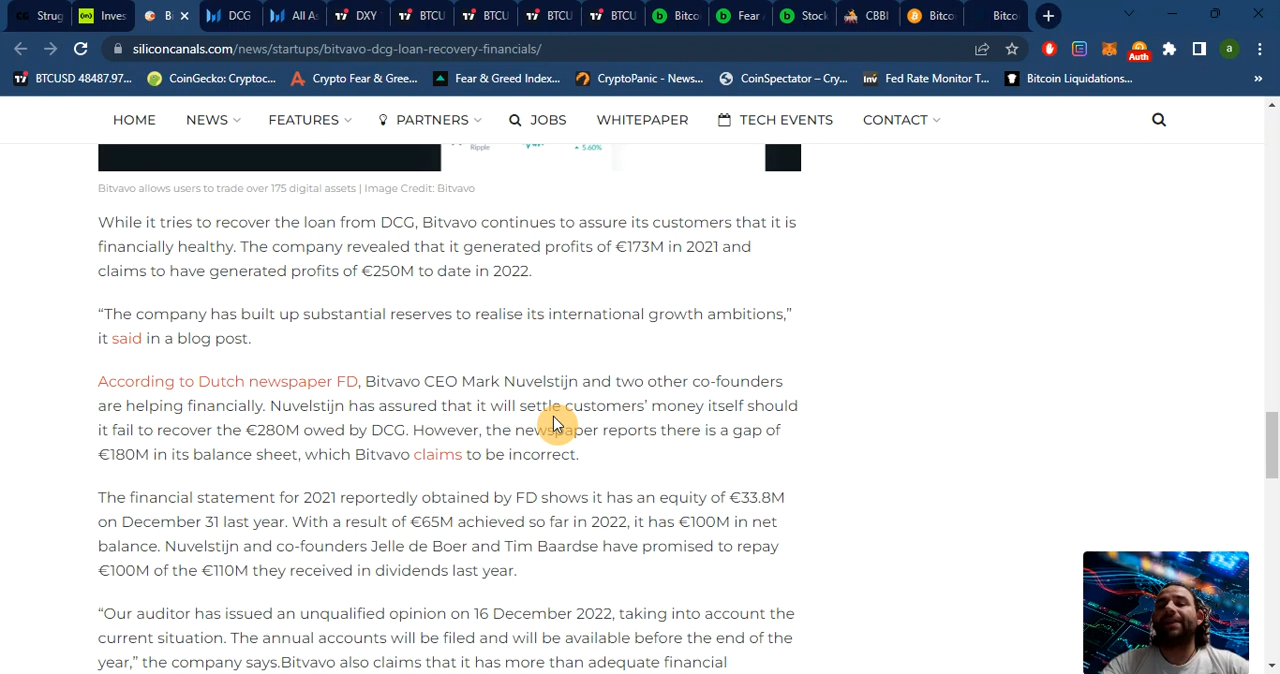 Strug
Inves
B
DCG
All As
DXY
BTCU
BTCU
BTCU
BTCU
Bitco
Fear
Stock
CBBI
Bitco
Bitco
siliconcanals.com/news/startups/bitvavo-dcg-loan-recovery-financials/
a
Auth
BTCUSD 48487.97...
CoinGecko: Cryptoc...
Crypto Fear & Gree...
Fear & Greed Index...
CryptoPanic - News...
CoinSpectator – Cry...
Fed Rate Monitor T...
Bitcoin Liquidations...
HOME
NEWS
FEATURES
PARTNERS
JOBS
WHITEPAPER
TECH EVENTS
CONTACT
Ripple
5.60%
Bitvavo allows users to trade over 175 digital assets | Image Credit: Bitvavo
While it tries to recover the loan from DCG, Bitvavo continues to assure its customers that it is
financially healthy. The company revealed that it generated profits of €173M in 2021 and
claims to have generated profits of €250M to date in 2022.
“The company has built up substantial reserves to realise its international growth ambitions,”
it said in a blog post.
According to Dutch newspaper FD, Bitvavo CEO Mark Nuvelstijn and two other co-founders
are helping financially. Nuvelstijn has assured that it will settle customers’ money itself should
it fail to recover the €280M owed by DCG. However, the newspaper reports there is a gap of
€180M in its balance sheet, which Bitvavo claims to be incorrect.
The financial statement for 2021 reportedly obtained by FD shows it has an equity of €33.8M
on December 31 last year. With a result of €65M achieved so far in 2022, it has €100M in net
balance. Nuvelstijn and co-founders Jelle de Boer and Tim Baardse have promised to repay
€100M of the €110M they received in dividends last year.
“Our auditor has issued an unqualified opinion on 16 December 2022, taking into account the
current situation. The annual accounts will be filed and will be available before the end of the
year,” the company says.Bitvavo also claims that it has more than adequate financial